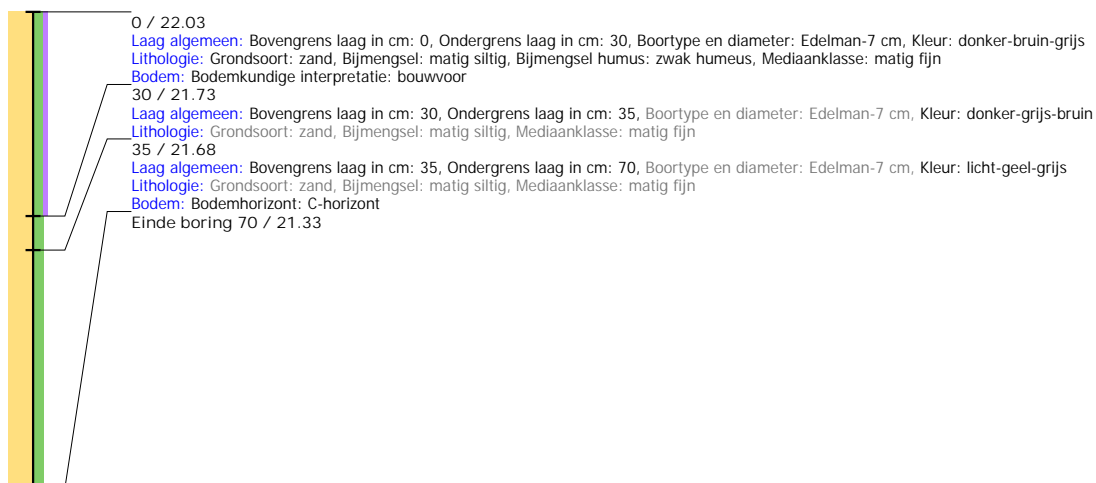 0 / 22.03
Laag algemeen: Bovengrens laag in cm: 0, Ondergrens laag in cm: 30, Boortype en diameter: Edelman-7 cm, Kleur: donker-bruin-grijs
Lithologie: Grondsoort: zand, Bijmengsel: matig siltig, Bijmengsel humus: zwak humeus, Mediaanklasse: matig fijn
Bodem: Bodemkundige interpretatie: bouwvoor
30 / 21.73
Laag algemeen: Bovengrens laag in cm: 30, Ondergrens laag in cm: 35, Boortype en diameter: Edelman-7 cm, Kleur: donker-grijs-bruin
Lithologie: Grondsoort: zand, Bijmengsel: matig siltig, Mediaanklasse: matig fijn
35 / 21.68
Laag algemeen: Bovengrens laag in cm: 35, Ondergrens laag in cm: 70, Boortype en diameter: Edelman-7 cm, Kleur: licht-geel-grijs
Lithologie: Grondsoort: zand, Bijmengsel: matig siltig, Mediaanklasse: matig fijn
Bodem: Bodemhorizont: C-horizont
Einde boring 70 / 21.33